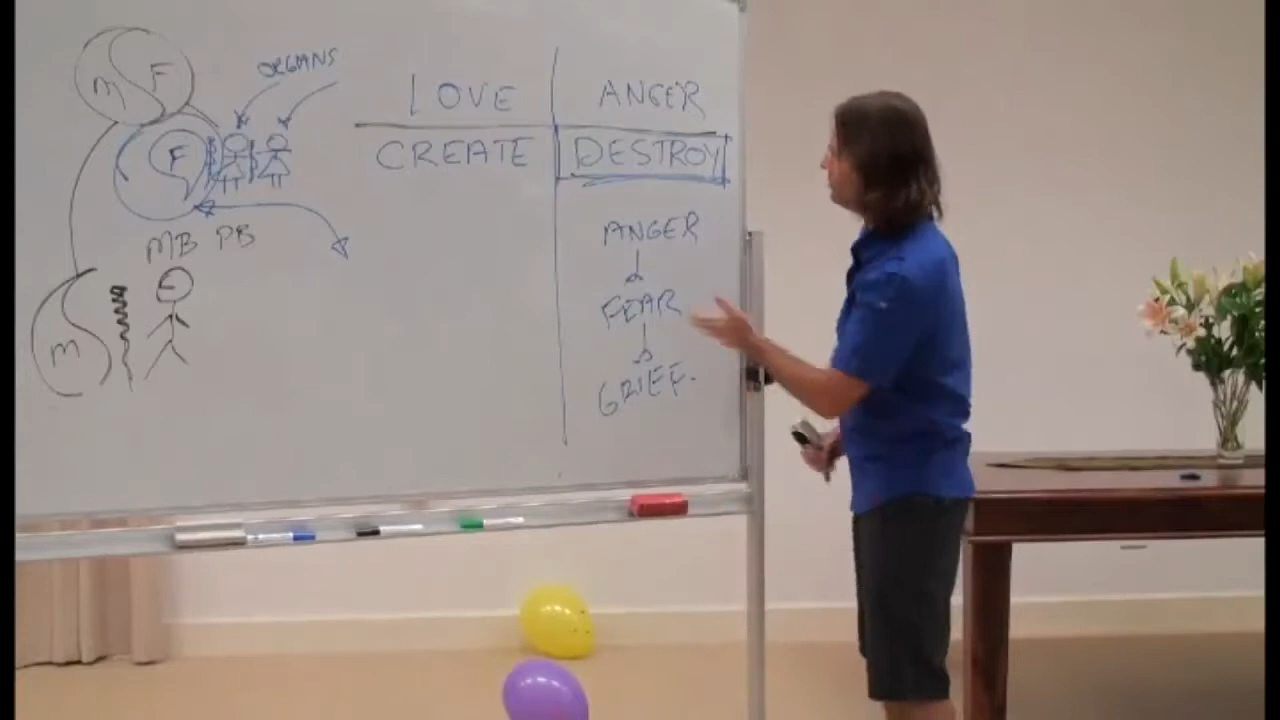 M F
ORGANS
F
MB PB
M
LOVE ANGER
CREATE DESTROY
ANGER
FEAR
GRIEF.